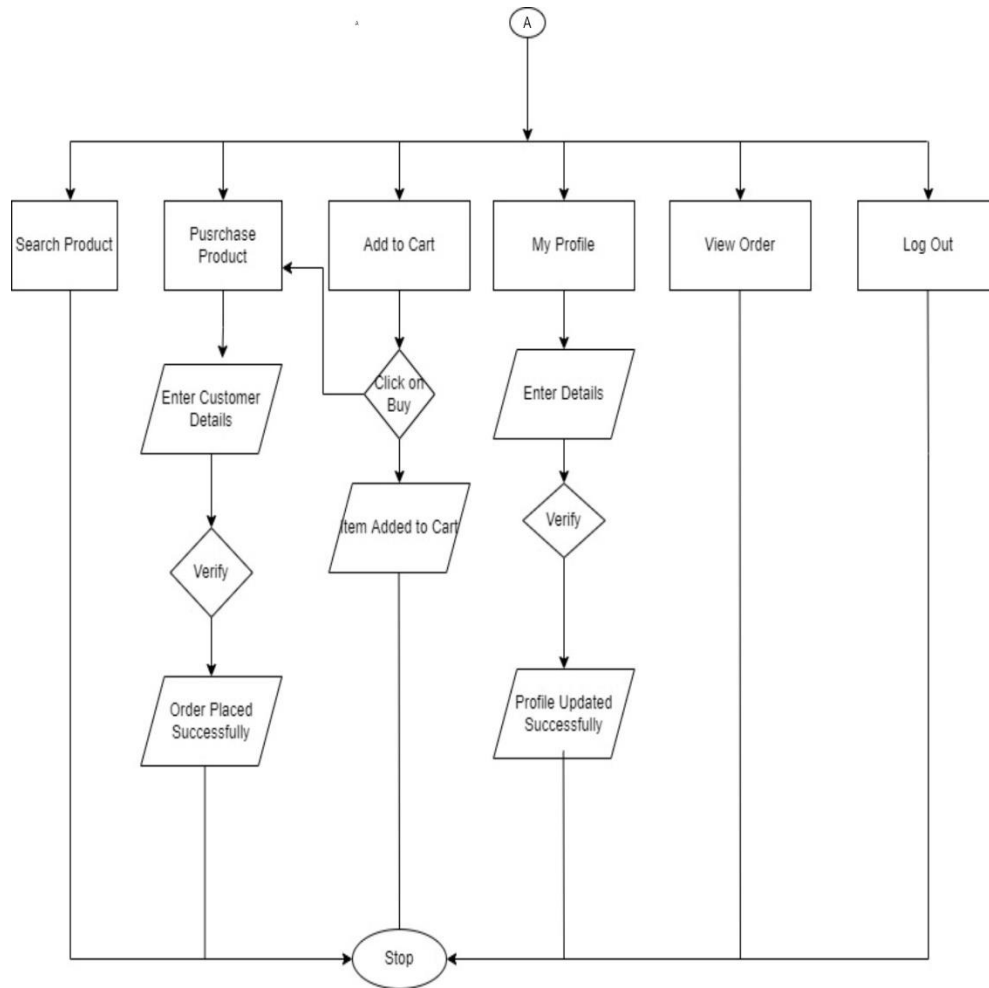 A
A
Search Product
Pusrchase
Product
Add to Cart
My Profile
View Order
Log Out
Enter Customer
Details
Click on
Buy
Enter Details
Item Added to Cart
Verify
Verify
Order Placed
Successfully
Profile Updated
Successfully
Stop